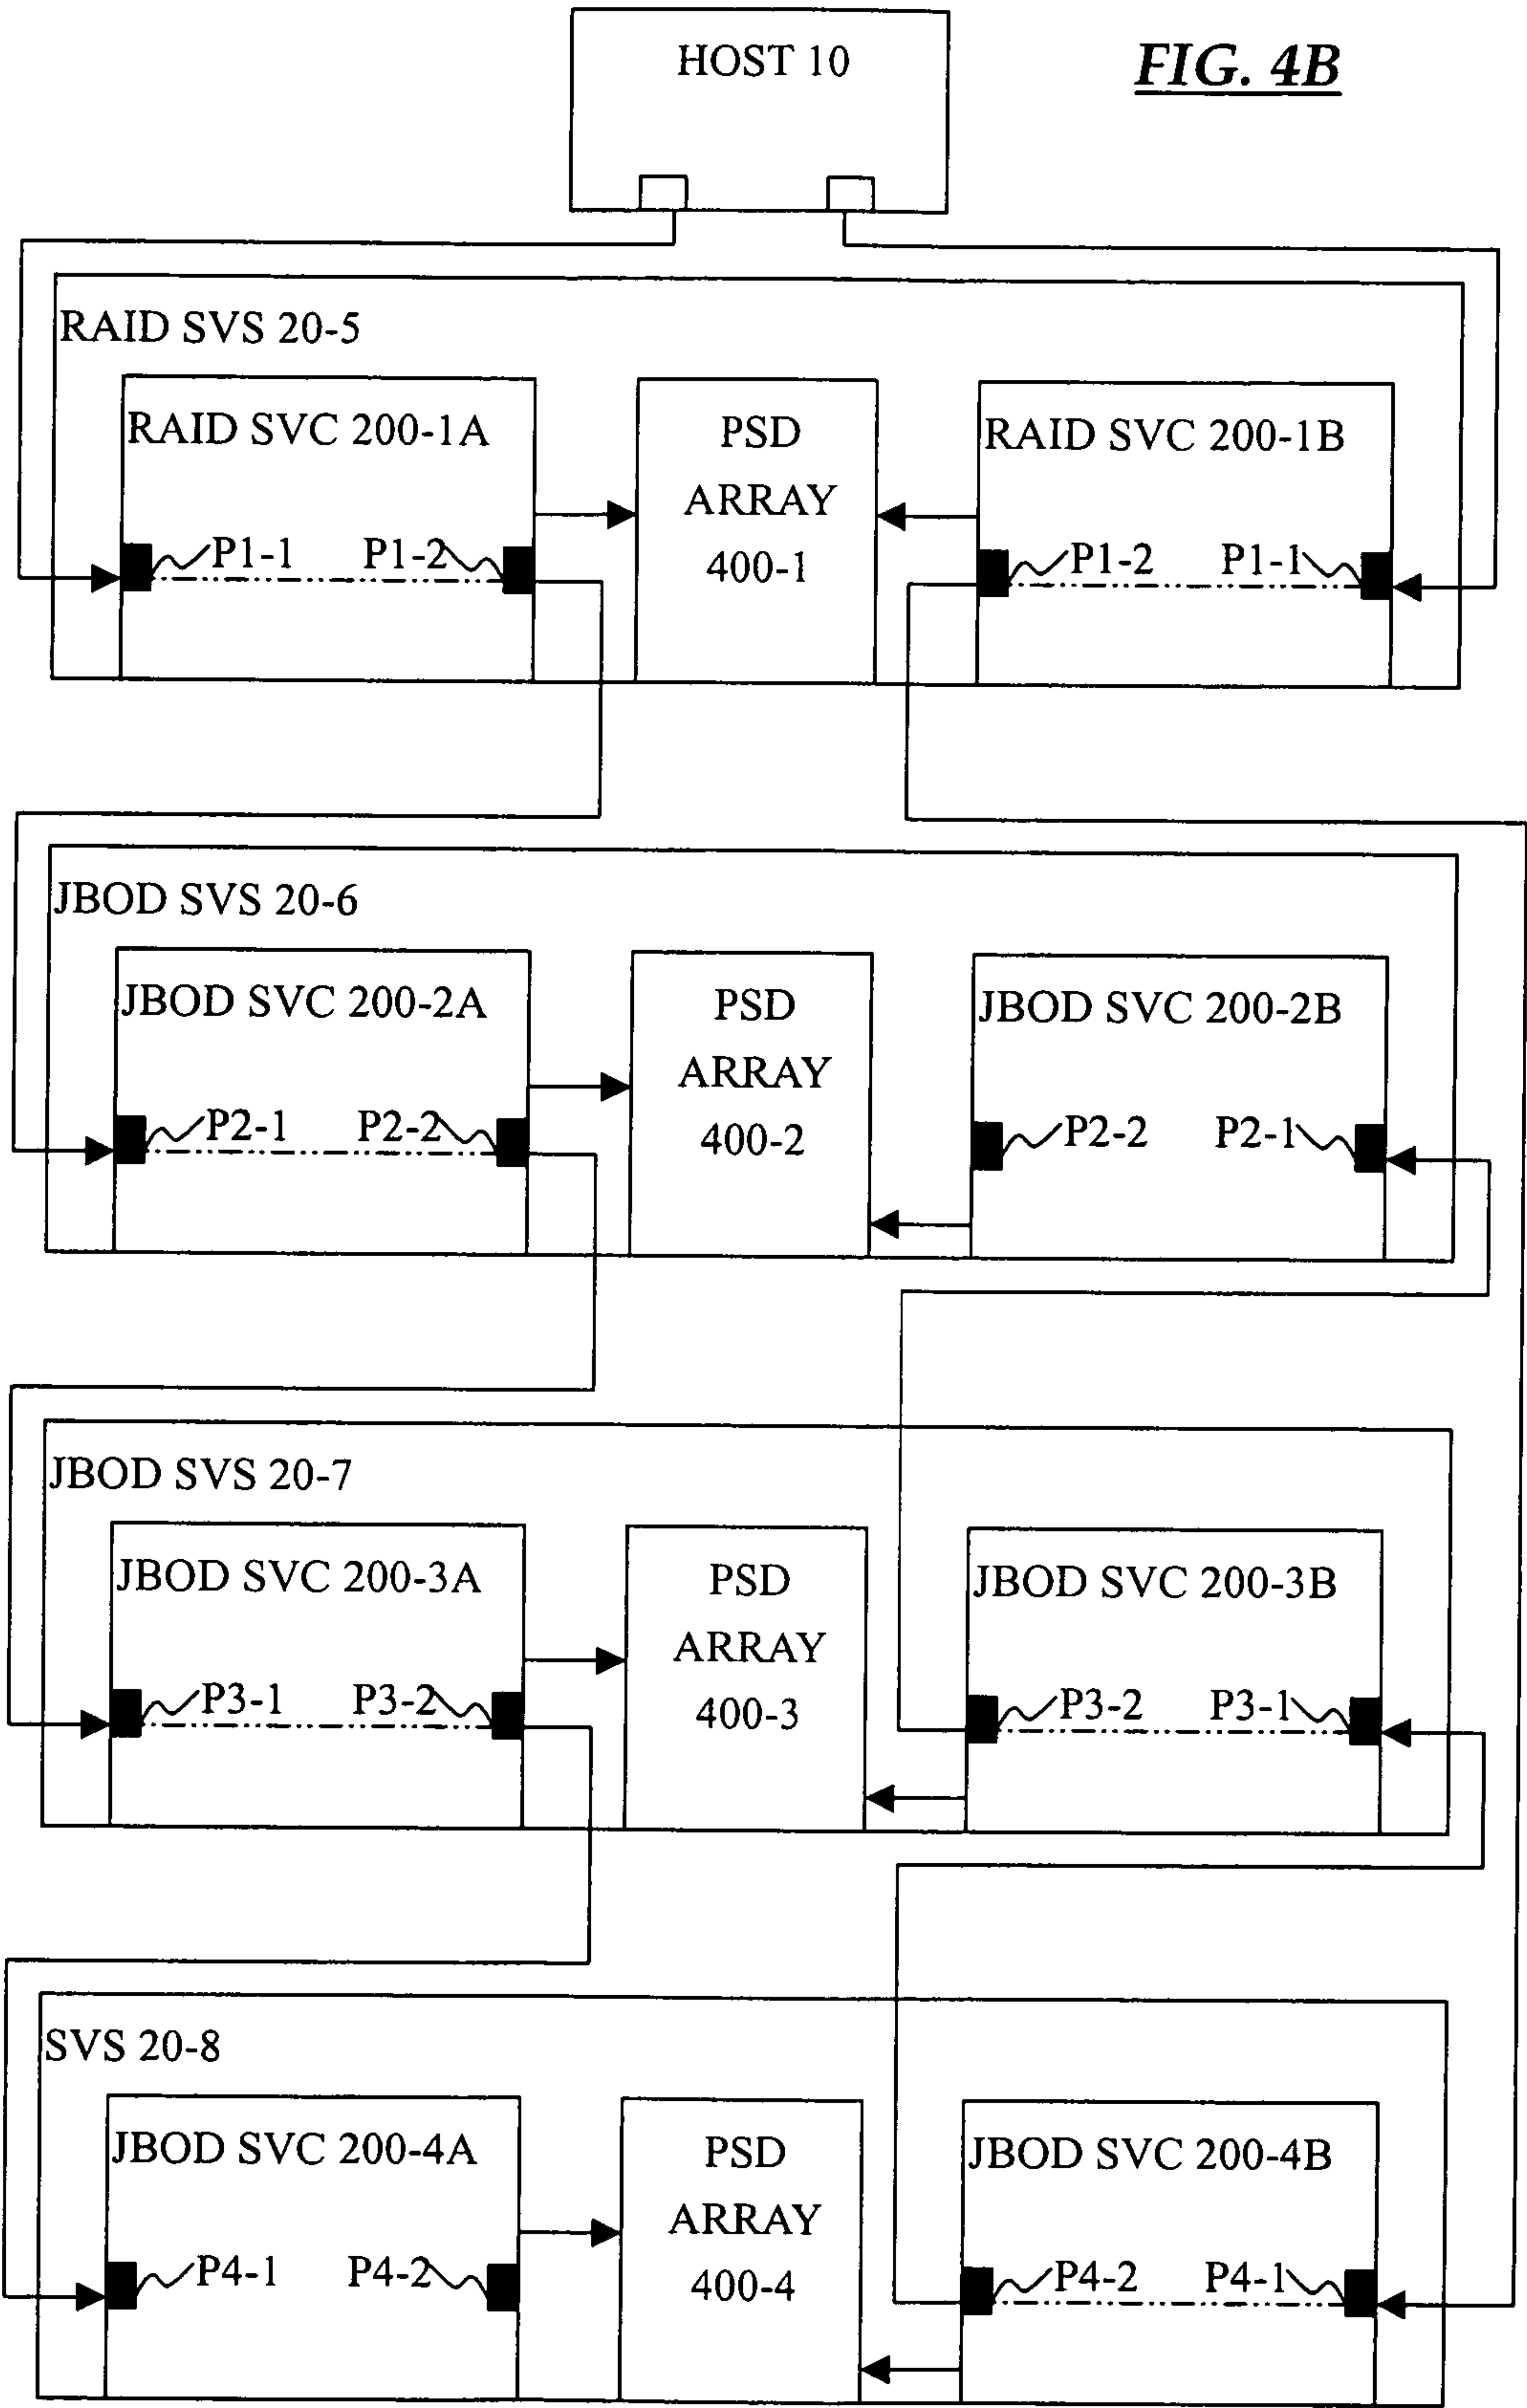 HOST 10
FIG. 4B
RAID SVS 20-5
RAID SVC 200-1A
PSD
ARRAY
400-1
RAID SVC 200-1B
P1-1
P1-2
P1-2
P1-1
JBOD SVS 20-6
JBOD SVC 200-2A
PSD
ARRAY
400-2
JBOD SVC 200-2B
P2-1
P2-2
P2-2
P2-1
JBOD SVS 20-7
JBOD SVC 200-3A
PSD
ARRAY
400-3
JBOD SVC 200-3B
P3-1
P3-2
P3-2
P3-1
SVS 20-8
JBOD SVC 200-4A
PSD
ARRAY
400-4
JBOD SVC 200-4B
P4-1
P4-2
P4-2
P4-1